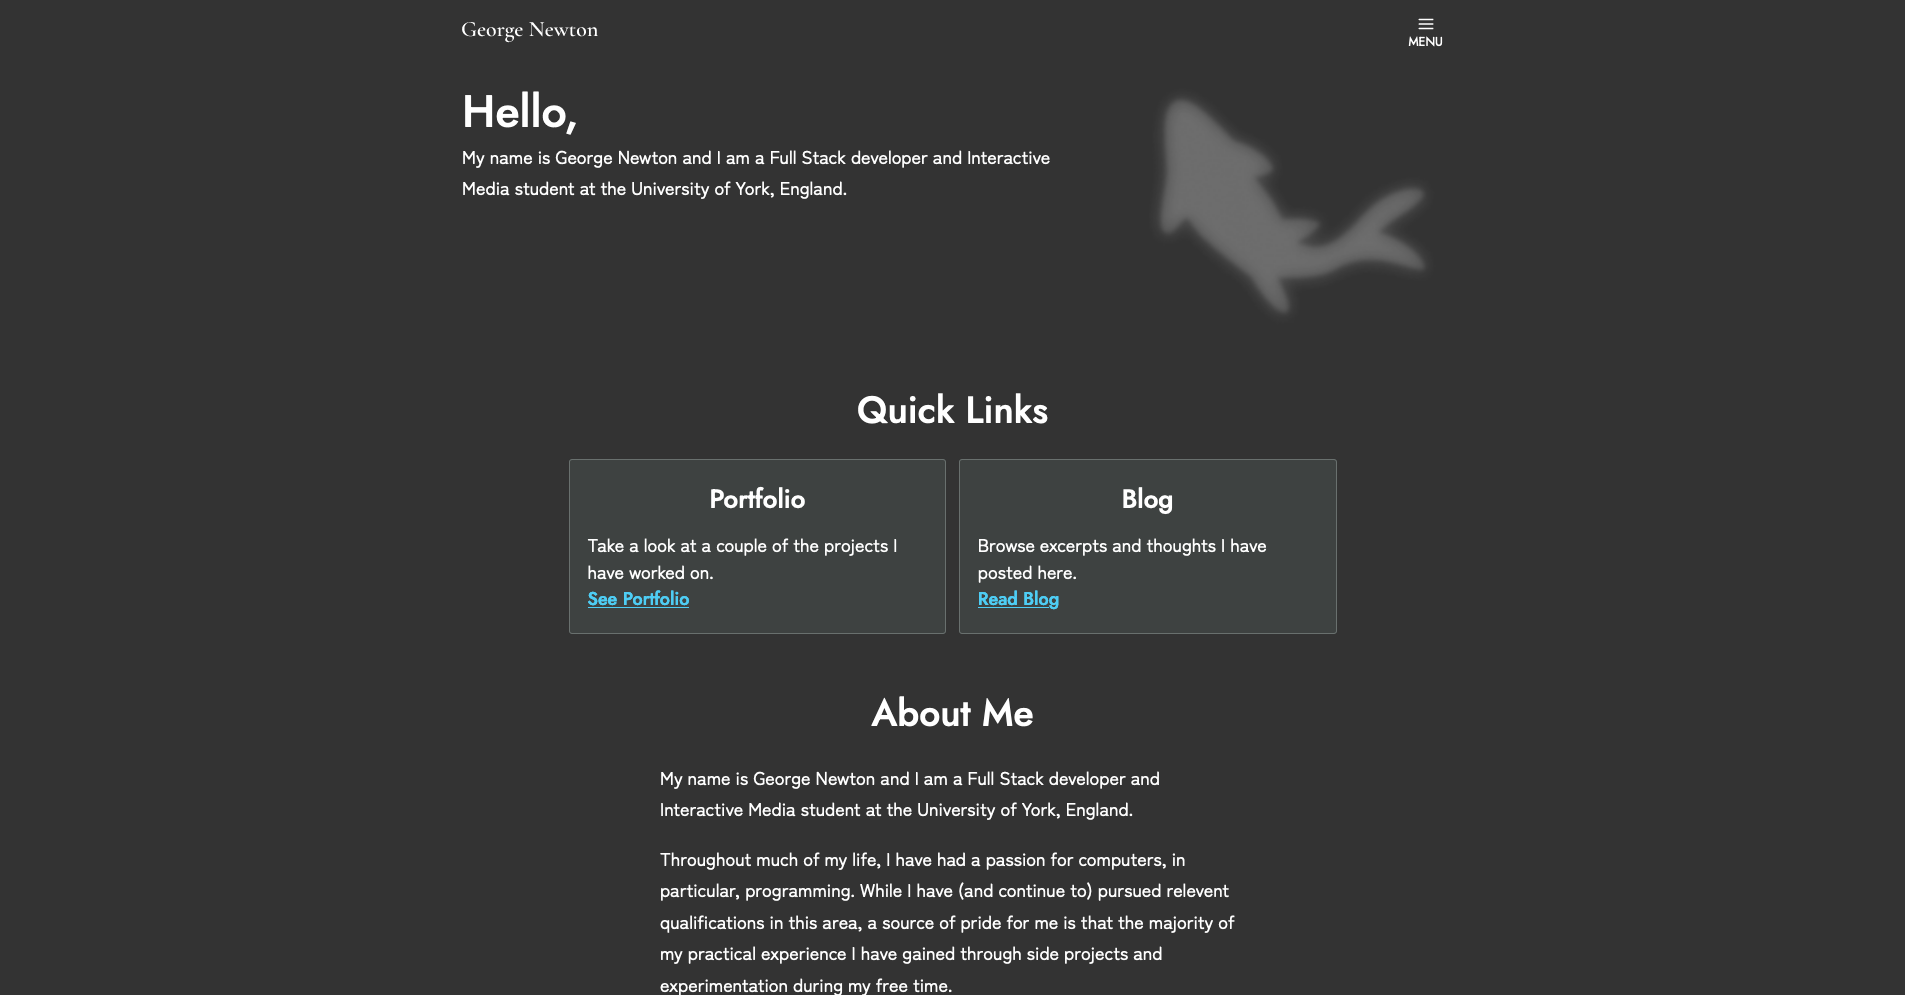 George Newton
MENU
Hello,
My name is George Newton and I am a Full Stack developer and Interactive
Media student at the University of York, England.
Quick Links
Portfolio
Take a look at a couple of the projects I
have worked on.
See Portfolio
Blog
Browse excerpts and thoughts I have
posted here.
Read Blog
About Me
My name is George Newton and I am a Full Stack developer and
Interactive Media student at the University of York, England.
Throughout much of my life, I have had a passion for computers, in
particular, programming. While I have (and continue to) pursued relevent
qualifications in this area, a source of pride for me is that the majority of
my practical experience I have gained through side projects and
experimentation during my free time.